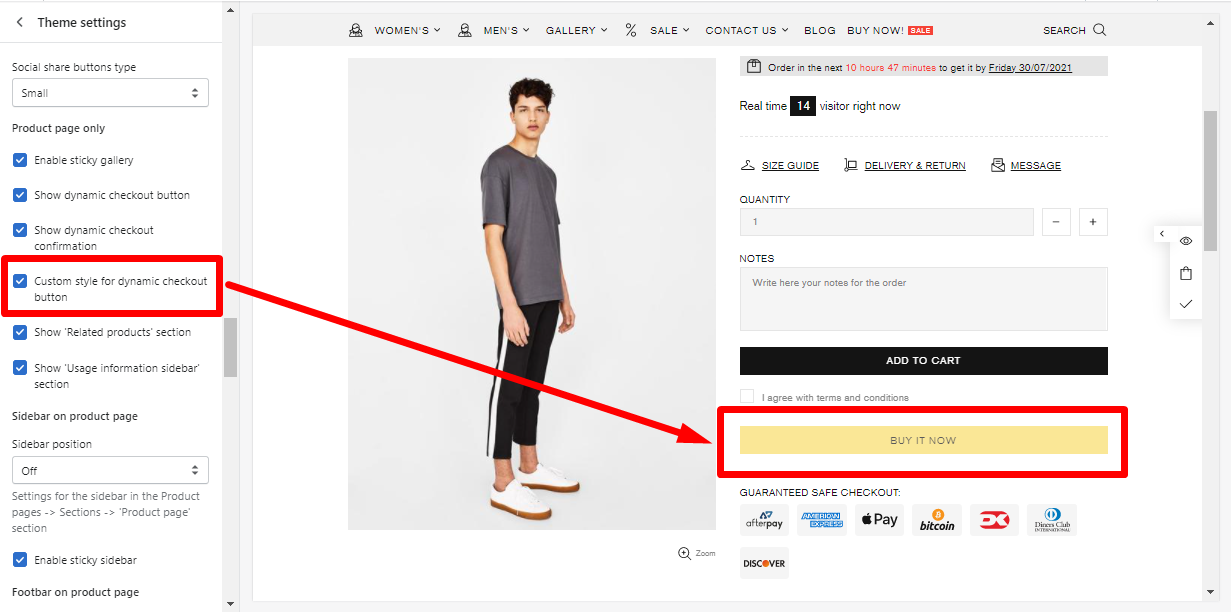 Theme settings
Social share buttons type
Small
Product page only
Enable sticky gallery
Show dynamic checkout button
Show dynamic checkout
confirmation
Custom style for dynamic checkout
button
Show 'Related products' section
Show 'Usage information sidebar'
section
Sidebar on product page
Sidebar position
Off
Settings for the sidebar in the Product
pages -> Sections -> 'Product page'
section
Enable sticky sidebar
Footbar on product page
WOMEN'S MEN'S GALLERY % SALE CONTACT US BLOG BUY NOW! SALE SEARCH
Order in the next 10 hours 47 minutes to get it by Friday 30/07/2021
Real time 14 visitor right now
SIZE GUIDE DELIVERY & RETURN MESSAGE
QUANTITY
1 − +
NOTES
Write here your notes for the order
ADD TO CART
I agree with terms and conditions
BUY IT NOW
GUARANTEED SAFE CHECKOUT:
afterpay AMERICAN EXPRESS Pay bitcoin Diners Club INTERNATIONAL
DISCOVER
Zoom